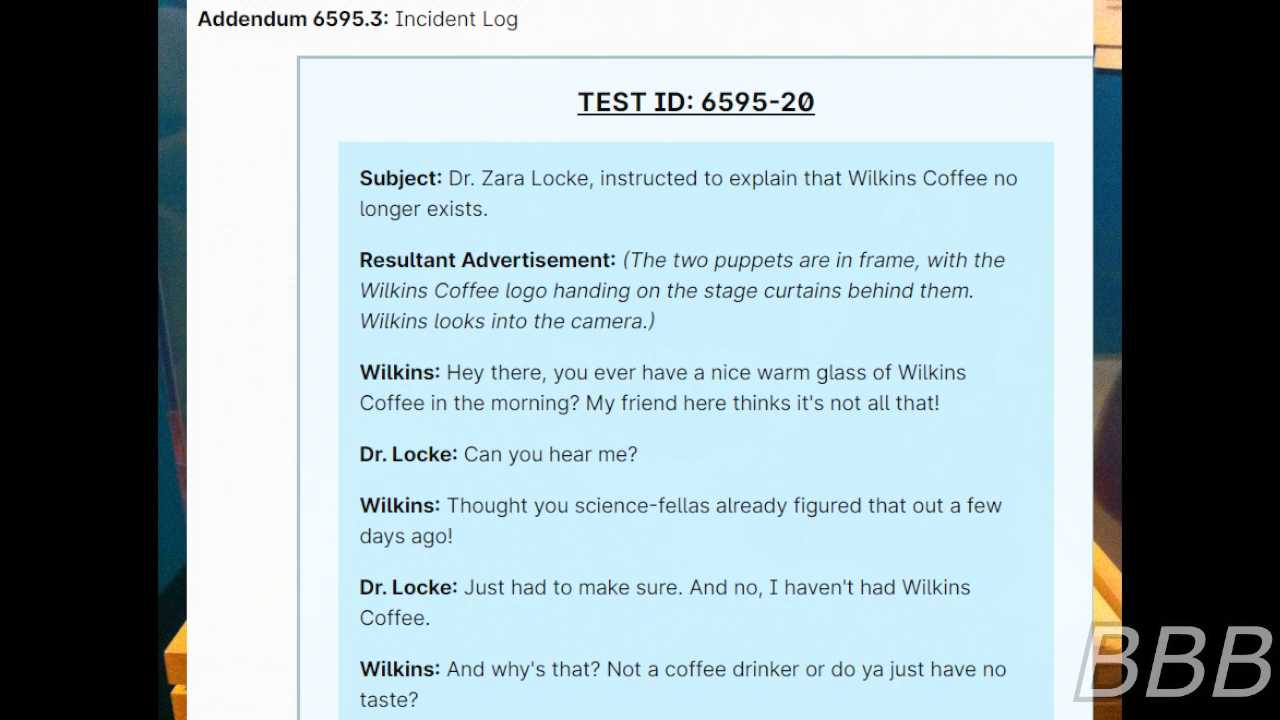 Addendum 6595.3: Incident Log
TEST ID: 6595-20
Subject: Dr. Zara Locke, instructed to explain that Wilkins Coffee no
longer exists.
Resultant Advertisement: (The two puppets are in frame, with the
Wilkins Coffee logo handing on the stage curtains behind them.
Wilkins looks into the camera.)
Wilkins: Hey there, you ever have a nice warm glass of Wilkins
Coffee in the morning? My friend here thinks it's not all that!
Dr. Locke: Can you hear me?
Wilkins: Thought you science-fellas already figured that out a few
days ago!
Dr. Locke: Just had to make sure. And no, I haven't had Wilkins
Coffee.
Wilkins: And why's that? Not a coffee drinker or do ya just have no
taste?
BBB